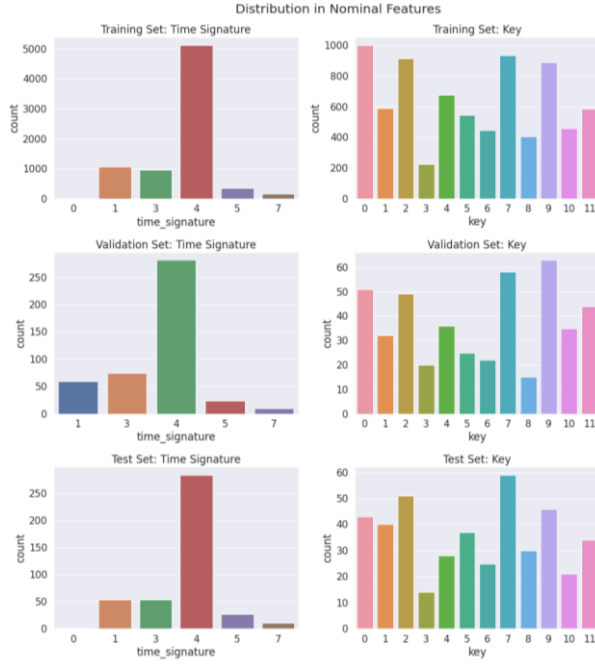 Distribution in Nominal Features
Training Set: Time Signature
5000
4000
3000
2000
1000
0
count
0 1 3 4 5 7
time_signature
Training Set: Key
1000
800
600
400
200
0
count
0 1 2 3 4 5 6 7 8 9 10 11
key
Validation Set: Time Signature
250
200
150
100
50
0
count
1 3 4 5 7
time_signature
Validation Set: Key
60
50
40
30
20
10
0
count
0 1 2 3 4 5 6 7 8 9 10 11
key
Test Set: Time Signature
250
200
150
100
50
0
count
0 1 3 4 5 7
time_signature
Test Set: Key
60
50
40
30
20
10
0
count
0 1 2 3 4 5 6 7 8 9 10 11
key